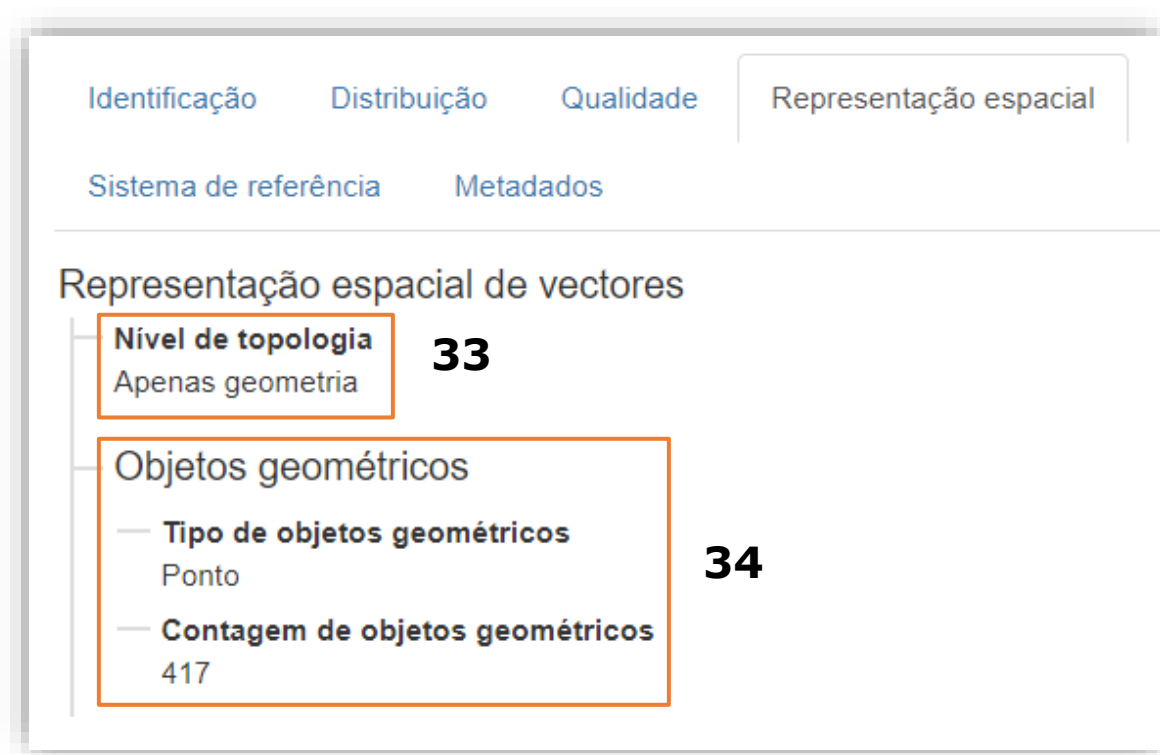 Identificação Distribuição Qualidade Representação espacial
Sistema de referência Metadados
Representação espacial de vectores
Nível de topologia
Apenas geometria
33
Objetos geométricos
Tipo de objetos geométricos
Ponto
34
Contagem de objetos geométricos
417